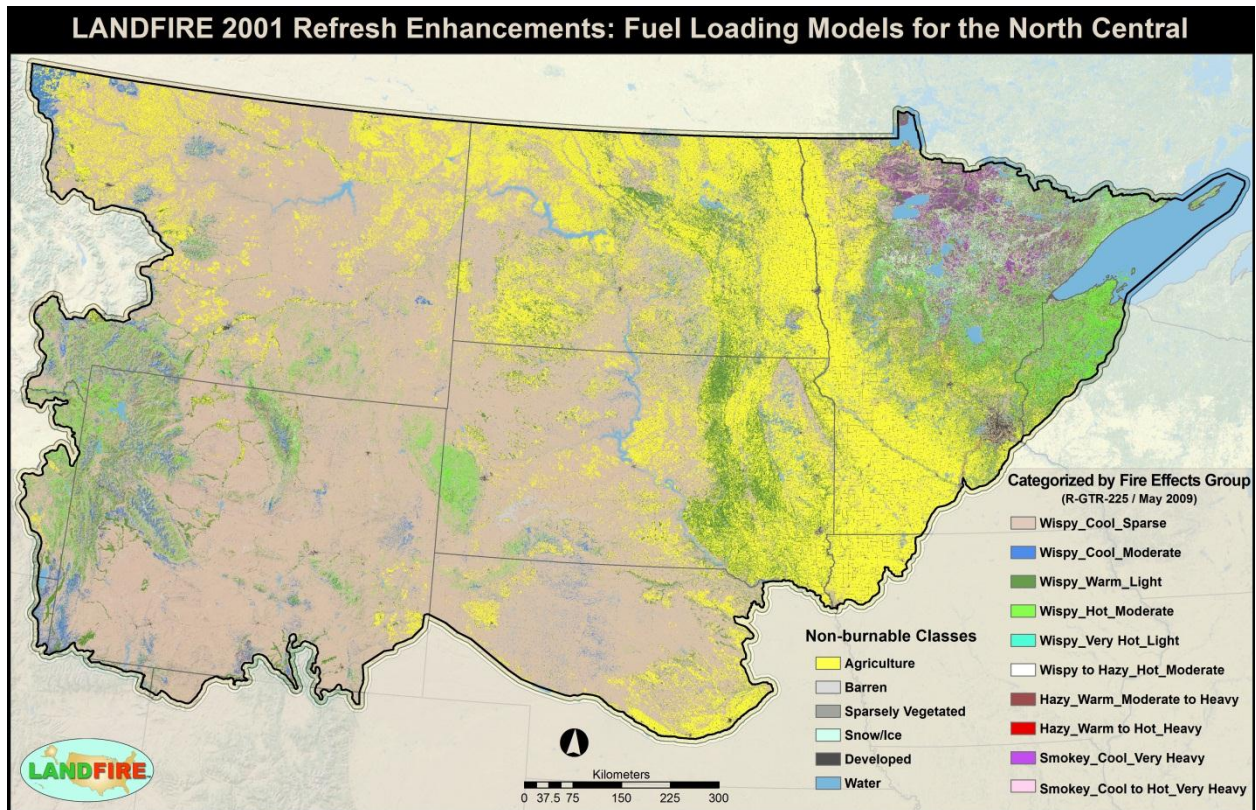 LANDFIRE 2001 Refresh Enhancements: Fuel Loading Models for the North Central
Categorized by Fire Effects Group
(R-GTR-225 / May 2009)
Wispy_Cool_Sparse
Wispy_Cool_Moderate
Wispy_Warm_Light
Wispy_Hot_Moderate
Wispy_Very Hot_Light
Wispy to Hazy_Hot_Moderate
Hazy_Warm_Moderate to Heavy
Hazy_Warm to Hot_Heavy
Smokey_Cool_Very Heavy
Smokey_Cool to Hot_Very Heavy
Non-burnable Classes
Agriculture
Barren
Sparsely Vegetated
Snow/Ice
Developed
Water
Kilometers
0 37.5 75 150 225 300
LANDFIRE